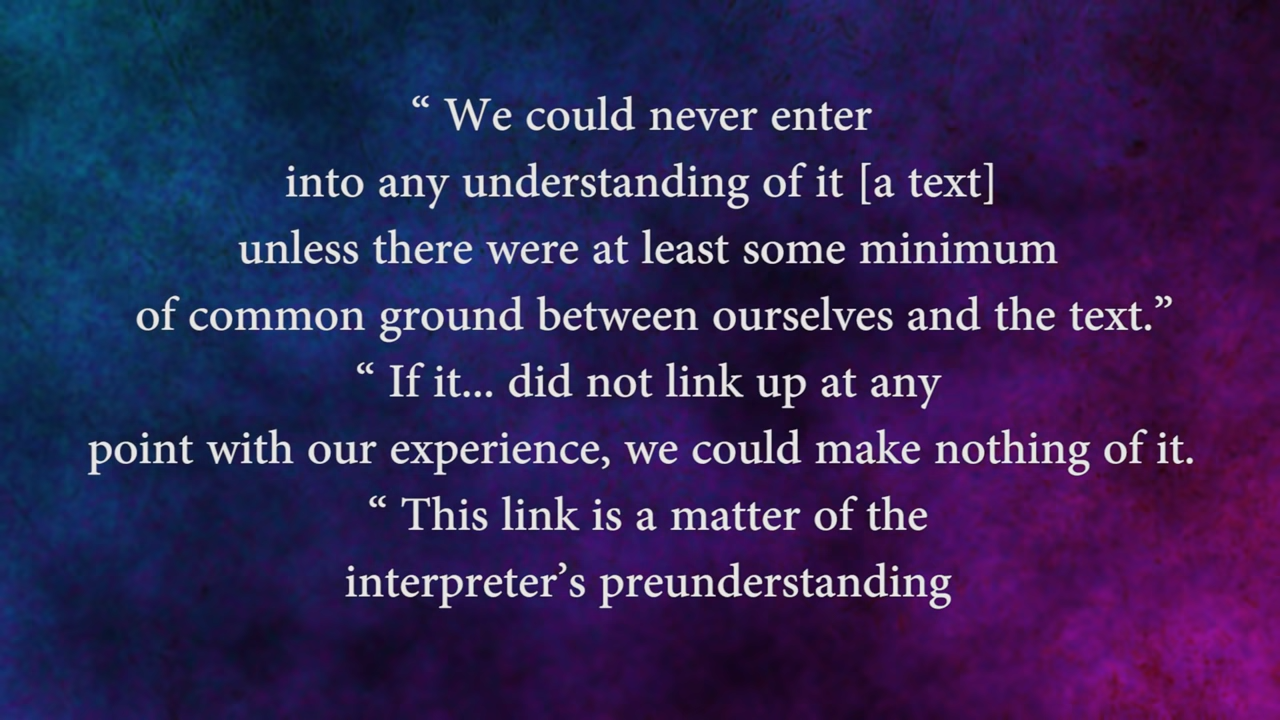 “ We could never enter
into any understanding of it [a text]
unless there were at least some minimum
of common ground between ourselves and the text.”
“ If it... did not link up at any
point with our experience, we could make nothing of it.
“ This link is a matter of the
interpreter’s preunderstanding